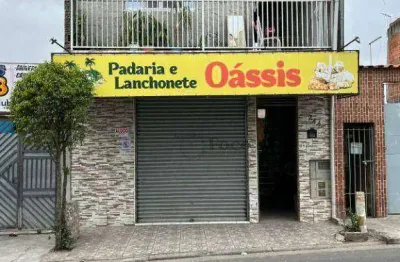 Padaria e
Lanchonete
Oássis